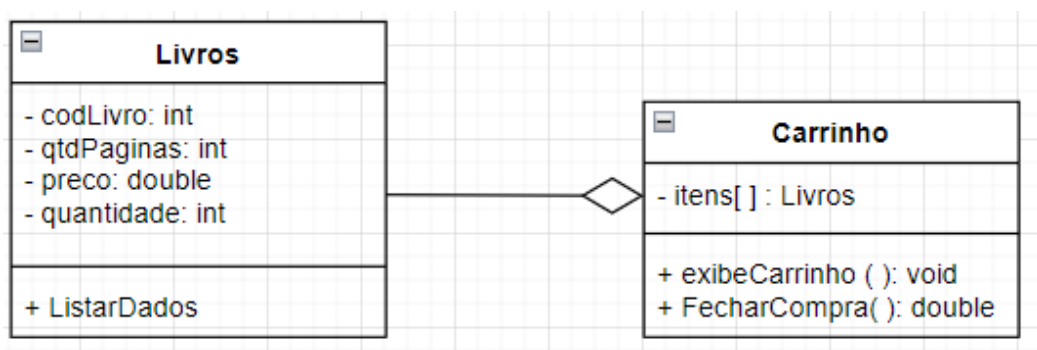 Livros
- codLivro: int
- qtdPaginas: int
- preco: double
- quantidade: int
+ ListarDados
Carrinho
- itens[ ] : Livros
+ exibeCarrinho ( ): void
+ FecharCompra( ): double